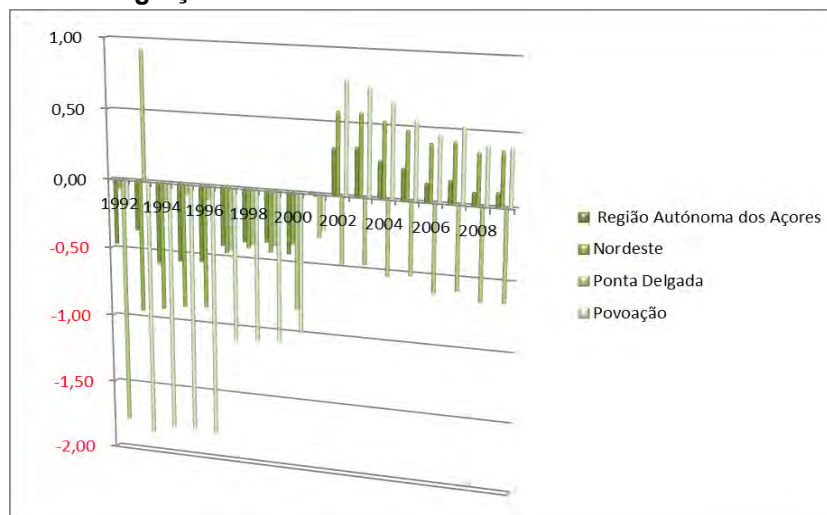 1,00
0,50
0,00
-0,50
-1,00
-1,50
-2,00
1992 1994 1996 1998 2000 2002 2004 2006 2008
Região Autónoma dos Açores
Nordeste
Ponta Delgada
Povoação